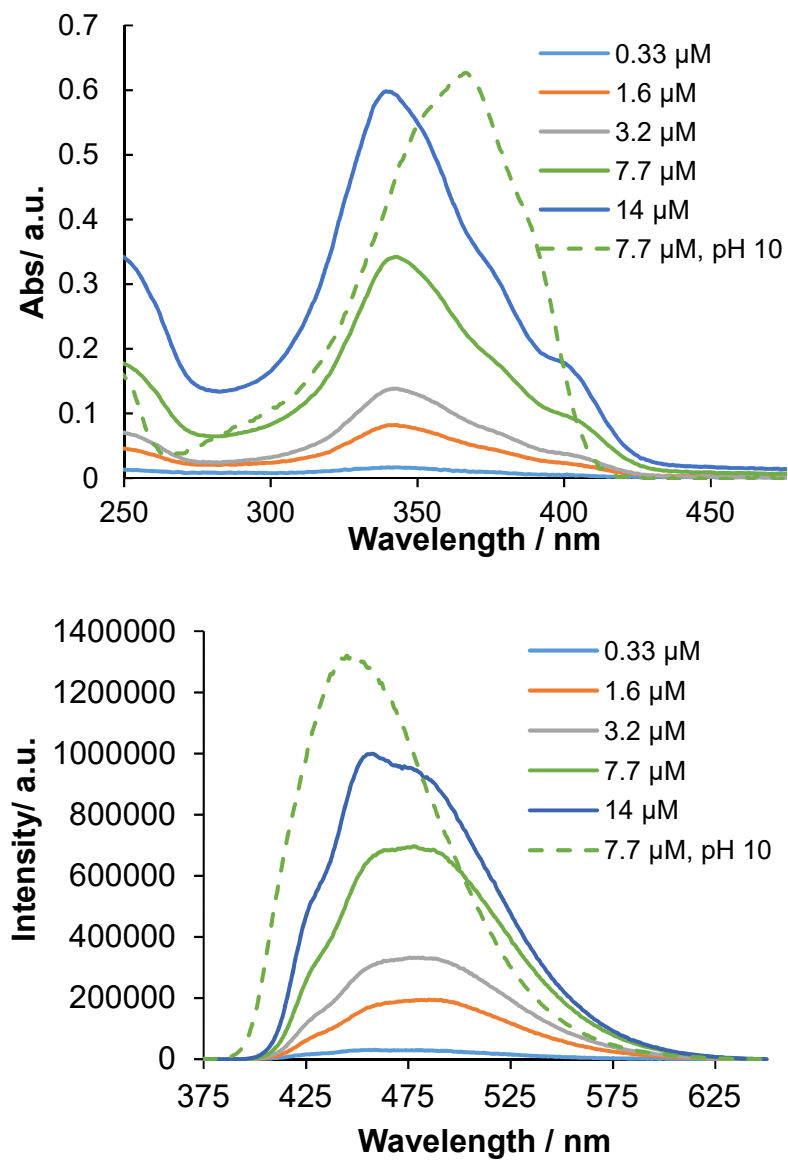 0.7
0.6
0.5
0.4
0.3
0.2
0.1
0
Abs/ a.u.
250 300 350 400 450
Wavelength / nm
0.33 µM
1.6 µM
3.2 µM
7.7 µM
14 µM
7.7 µM, pH 10
1400000
1200000
1000000
800000
600000
400000
200000
0
Intensity/ a.u.
375 425 475 525 575 625
Wavelength / nm
0.33 µM
1.6 µM
3.2 µM
7.7 µM
14 µM
7.7 µM, pH 10